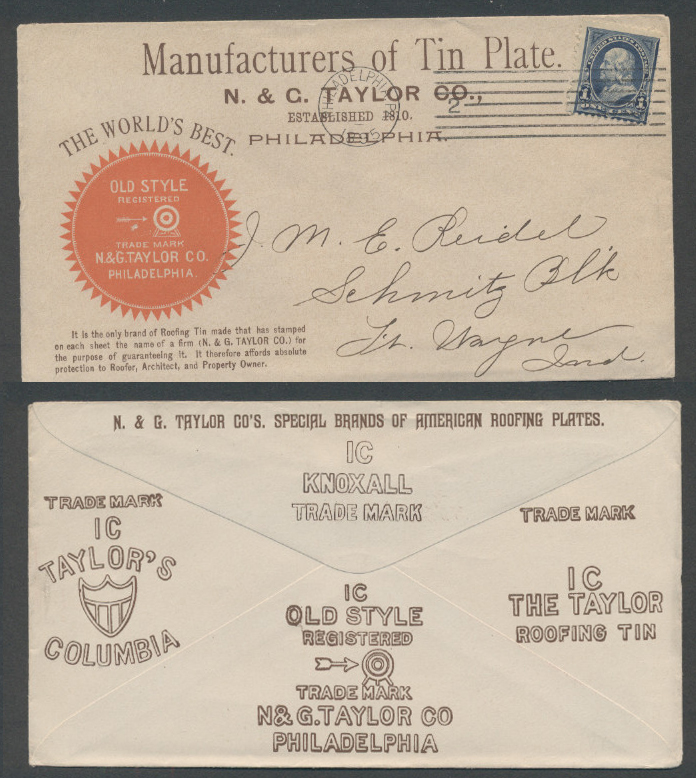 Manufacturers of Tin Plate.
N. & G. TAYLOR CO.,
ESTABLISHED 1810.
PHILADELPHIA.
PHILADELPHIA
2
1
THE WORLD'S BEST.
OLD STYLE
REGISTERED
TRADE MARK
N.&G.TAYLOR CO.
PHILADELPHIA.
J. M. E. Reidel
Schmitz Blk
Ft. Wayne
Ind.
It is the only brand of Roofing Tin made that has stamped
on each sheet the name of a firm (N. & G. TAYLOR CO.) for
the purpose of guaranteeing it. It therefore affords absolute
protection to Roofer, Architect, and Property Owner.
N. & G. TAYLOR CO'S. SPECIAL BRANDS OF AMERICAN ROOFING PLATES.
IC
KNOXALL
TRADE MARK
TRADE MARK
IC
TAYLOR'S
COLUMBIA
TRADE MARK
IC
THE TAYLOR
ROOFING TIN
IC
OLD STYLE
REGISTERED
TRADE MARK
N & G. TAYLOR CO
PHILADELPHIA